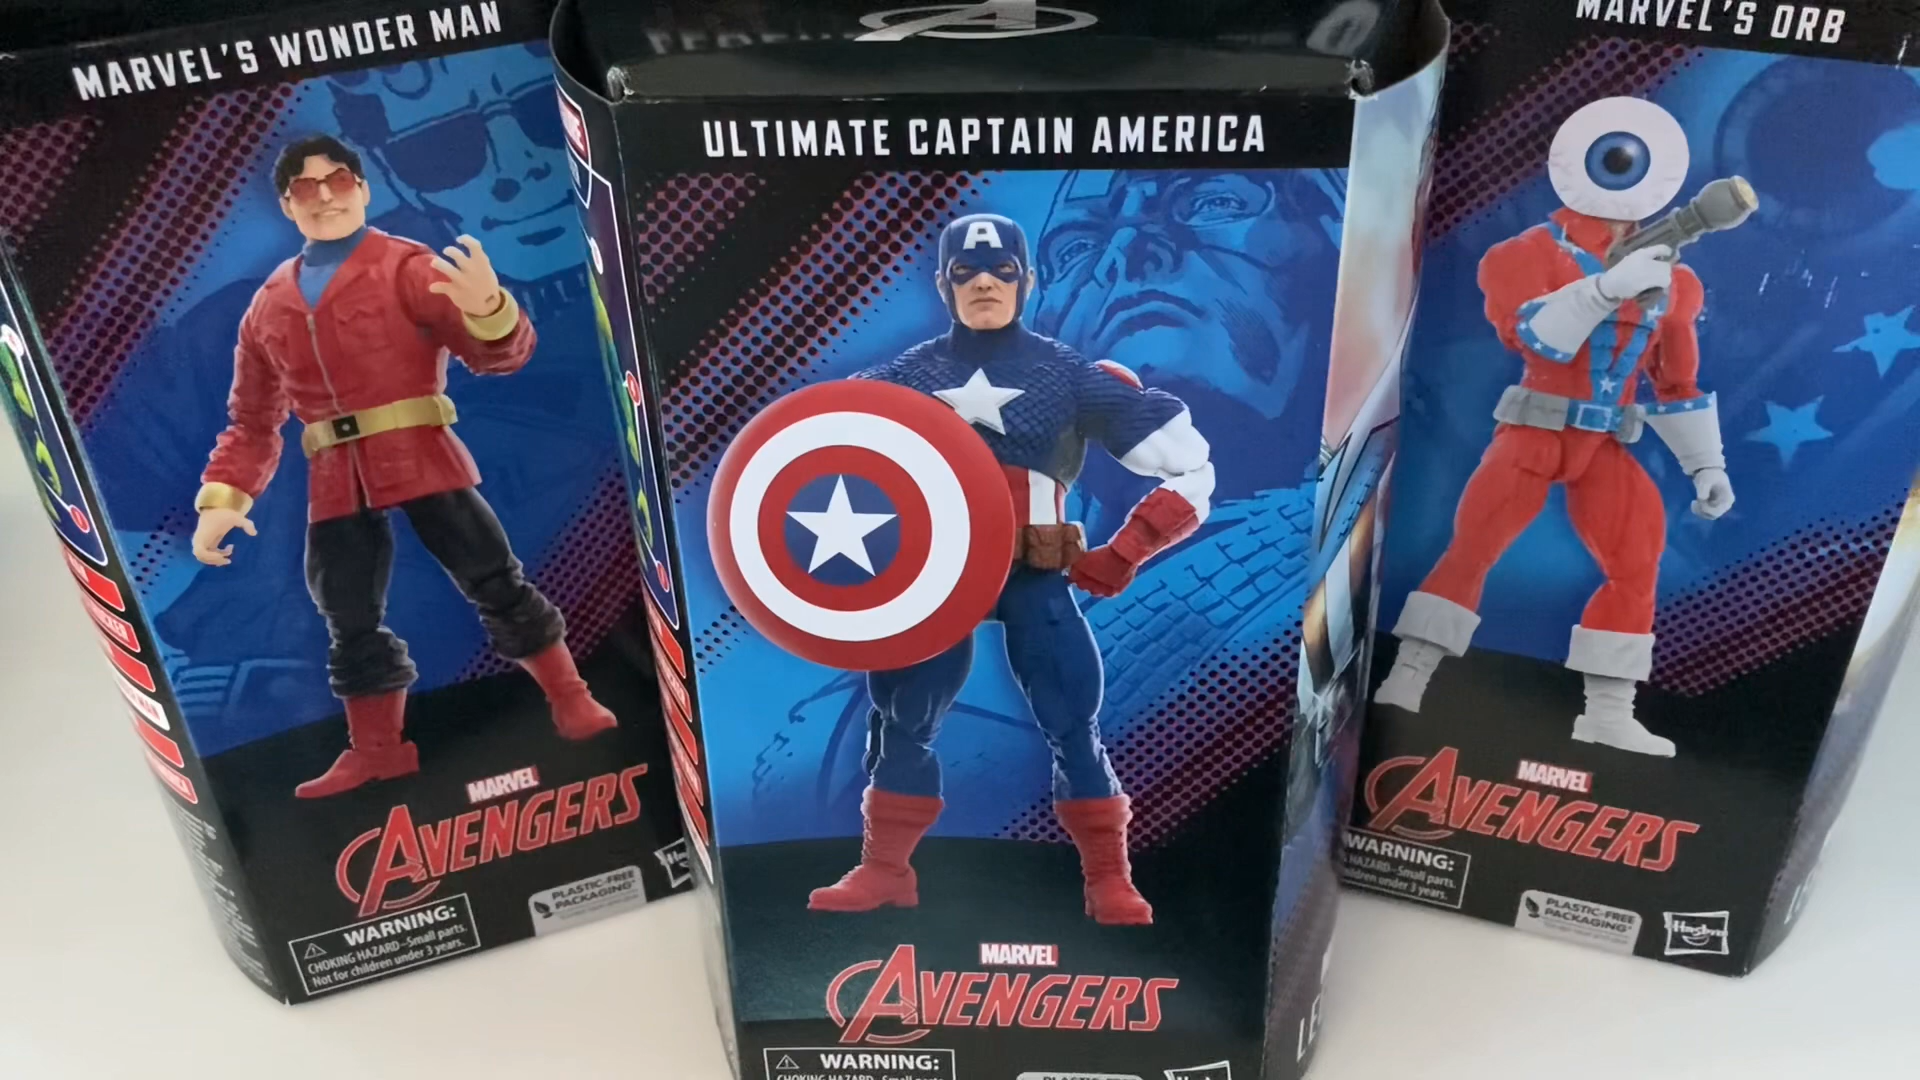 MARVEL'S WONDER MAN
MARVEL
AVENGERS
WARNING:
CHOKING HAZARD-Small parts.
Not for children under 3 years.
PLASTIC-FREE
PACKAGING*
ULTIMATE CAPTAIN AMERICA
A
MARVEL
AVENGERS
WARNING:
MARVEL'S ORB
MARVEL
AVENGERS
WARNING:
HAZARD-Small parts.
under 3 years.
PLASTIC-FREE
PACKAGING*
Hasbro